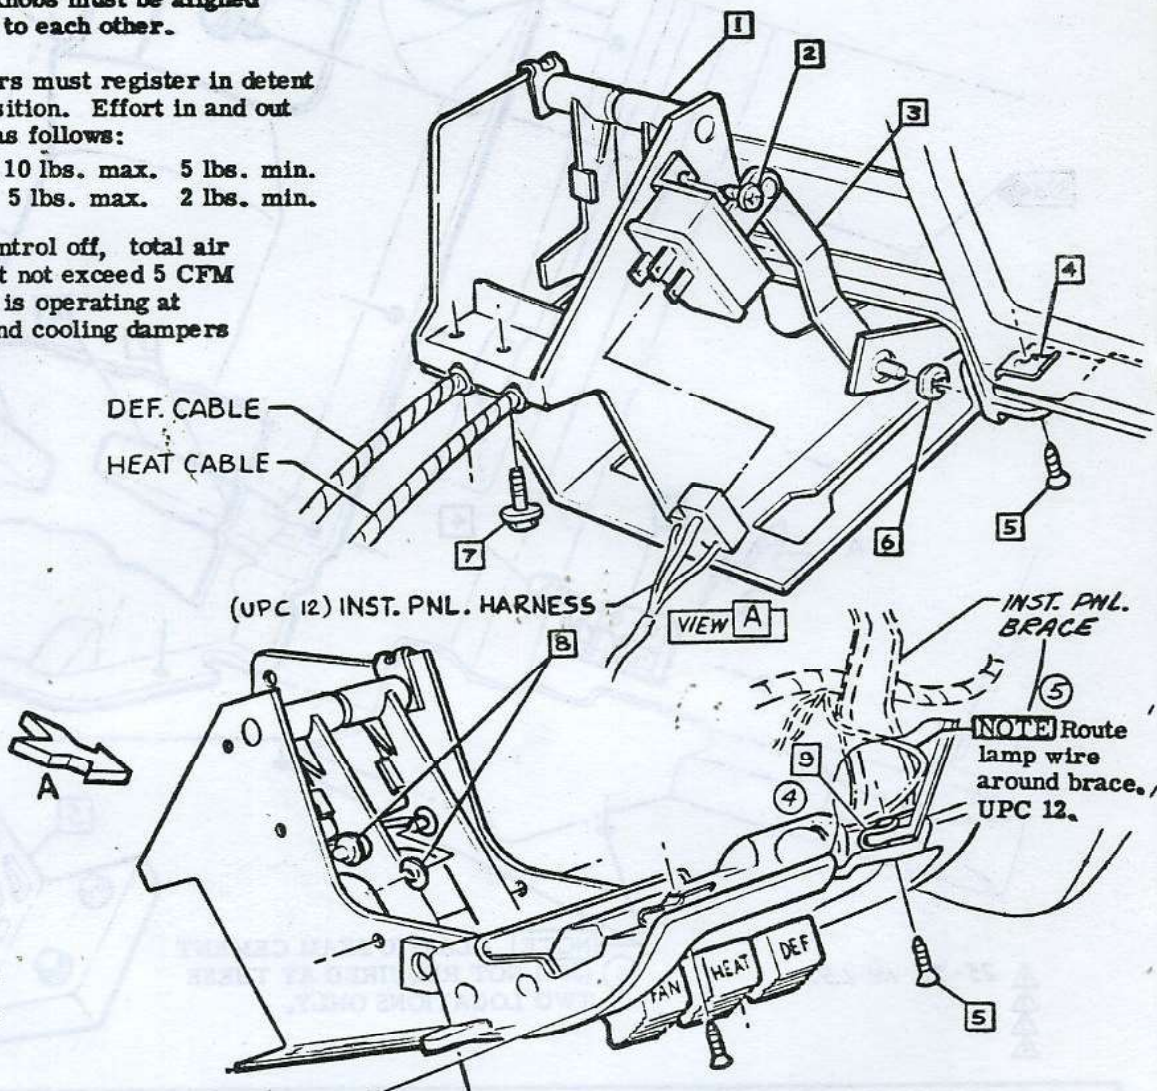 must be aligned
to each other.
rs must register in detent
sition. Effort in and out
as follows:
10 lbs. max. 5 lbs. min.
5 lbs. max. 2 lbs. min.
ntrol off, total air
t not exceed 5 CFM
is operating at
nd cooling dampers
1
2
3
4
DEF. CABLE
HEAT CABLE
7
6
5
(UPC 12) INST. PNL. HARNESS
VIEW A
8
INST. PNL.
BRACE
5
NOTE Route
lamp wire
around brace.
UPC 12.
9
4
A
FAN
HEAT
DEF
5